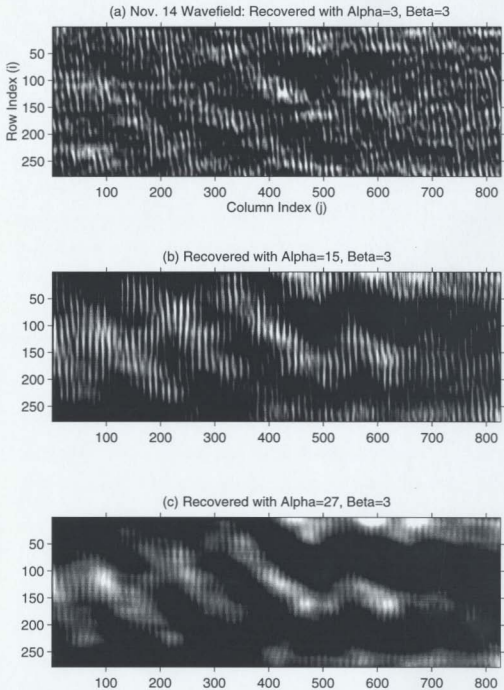 (a) Nov. 14 Wavefield: Recovered with Alpha=3, Beta=3
Row Index (i)
50
100
150
200
250
100 200 300 400 500 600 700 800
Column Index (j)
(b) Recovered with Alpha=15, Beta=3
50
100
150
200
250
100 200 300 400 500 600 700 800
(c) Recovered with Alpha=27, Beta=3
50
100
150
200
250
100 200 300 400 500 600 700 800